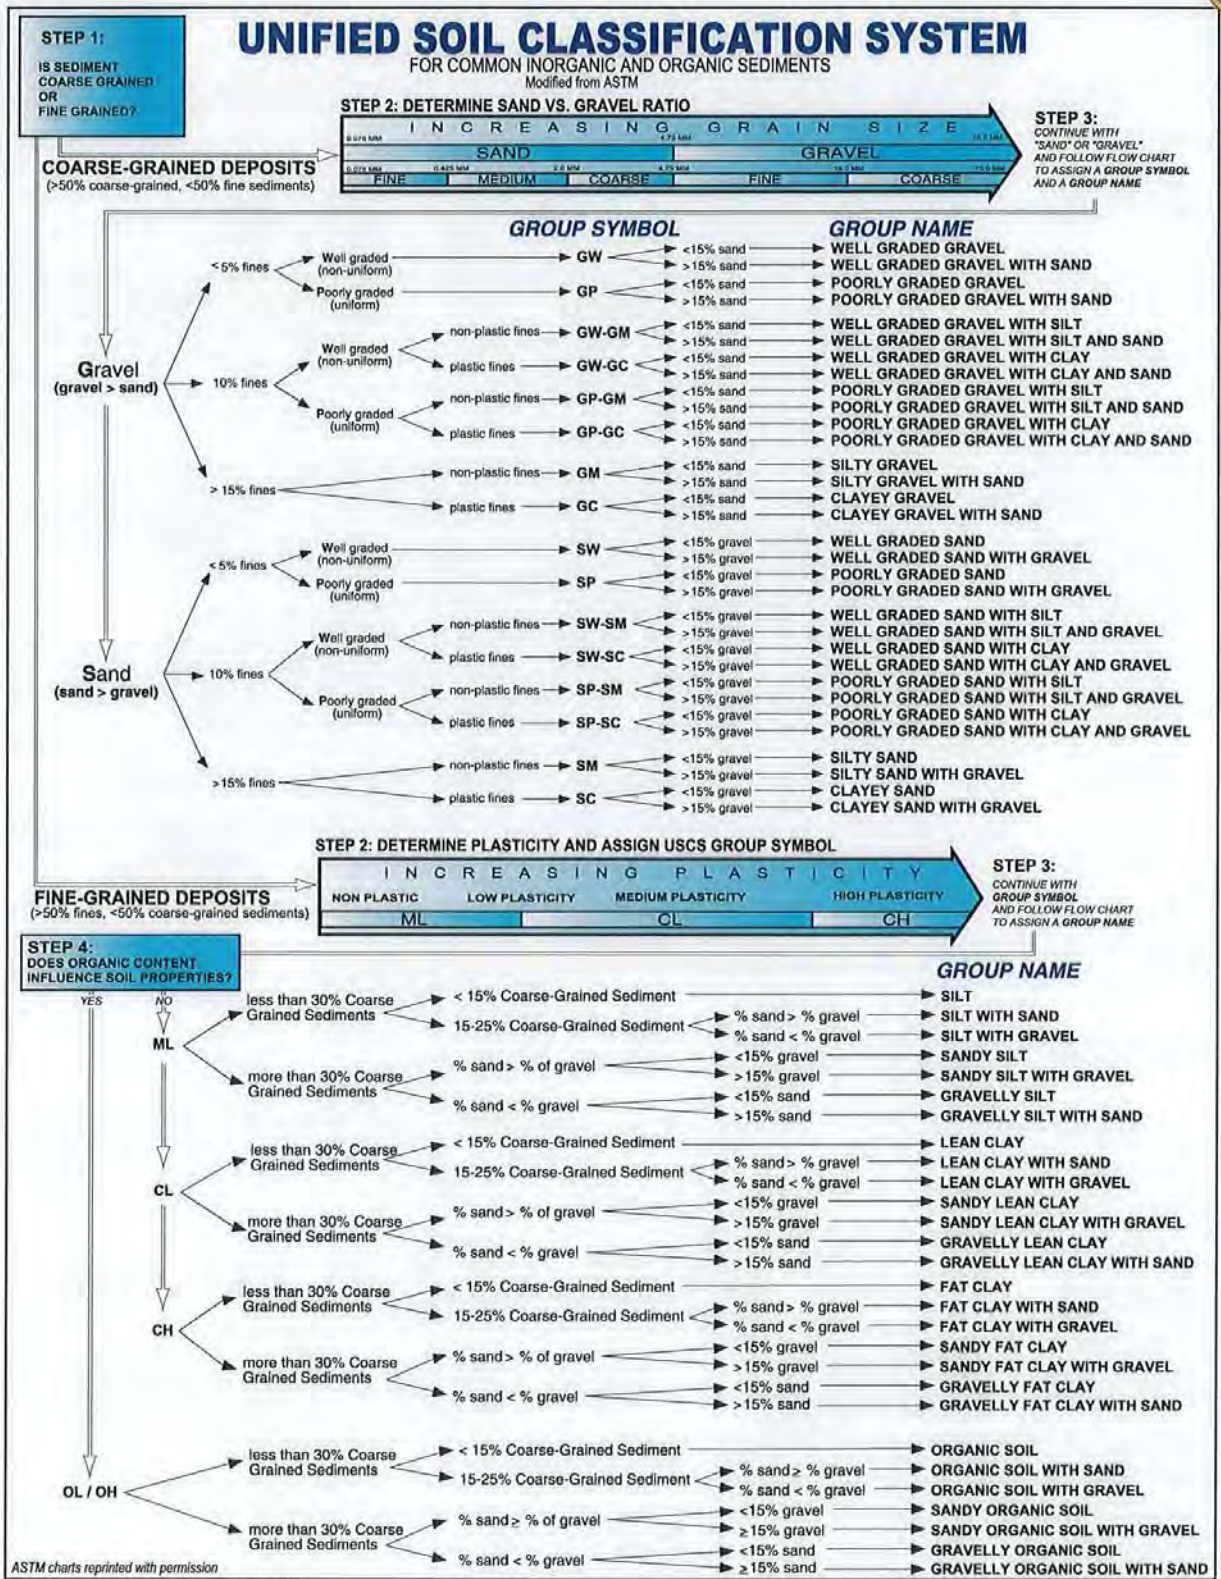 STEP 1:
IS SEDIMENT
COARSE GRAINED
OR
FINE GRAINED?
UNIFIED SOIL CLASSIFICATION SYSTEM
FOR COMMON INORGANIC AND ORGANIC SEDIMENTS
Modified from ASTM
STEP 2: DETERMINE SAND VS. GRAVEL RATIO
INCREASING GRAIN SIZE
4.75 MM
SAND GRAVEL
0.425 MM 2.0 MM 4.75 MM
FINE MEDIUM COARSE FINE COARSE
STEP 3:
CONTINUE WITH
"SAND" OR "GRAVEL"
AND FOLLOW FLOW CHART
TO ASSIGN A GROUP SYMBOL
AND A GROUP NAME
COARSE-GRAINED DEPOSITS
(>50% coarse-grained, <50% fine sediments)
GROUP SYMBOL GROUP NAME
Gravel
(gravel > sand)
< 5% fines
Well graded
(non-uniform)
GW
<15% sand WELL GRADED GRAVEL
>15% sand WELL GRADED GRAVEL WITH SAND
Poorly graded
(uniform)
GP
<15% sand POORLY GRADED GRAVEL
>15% sand POORLY GRADED GRAVEL WITH SAND
10% fines
Well graded
(non-uniform)
non-plastic fines GW-GM
<15% sand WELL GRADED GRAVEL WITH SILT
>15% sand WELL GRADED GRAVEL WITH SILT AND SAND
plastic fines GW-GC
<15% sand WELL GRADED GRAVEL WITH CLAY
>15% sand WELL GRADED GRAVEL WITH CLAY AND SAND
Poorly graded
(uniform)
non-plastic fines GP-GM
<15% sand POORLY GRADED GRAVEL WITH SILT
>15% sand POORLY GRADED GRAVEL WITH SILT AND SAND
plastic fines GP-GC
<15% sand POORLY GRADED GRAVEL WITH CLAY
>15% sand POORLY GRADED GRAVEL WITH CLAY AND SAND
> 15% fines
non-plastic fines GM
<15% sand SILTY GRAVEL
>15% sand SILTY GRAVEL WITH SAND
plastic fines GC
<15% sand CLAYEY GRAVEL
>15% sand CLAYEY GRAVEL WITH SAND
Sand
(sand > gravel)
< 5% fines
Well graded
(non-uniform)
SW
<15% gravel WELL GRADED SAND
>15% gravel WELL GRADED SAND WITH GRAVEL
Poorly graded
(uniform)
SP
<15% gravel POORLY GRADED SAND
>15% gravel POORLY GRADED SAND WITH GRAVEL
10% fines
Well graded
(non-uniform)
non-plastic fines SW-SM
<15% gravel WELL GRADED SAND WITH SILT
>15% gravel WELL GRADED SAND WITH SILT AND GRAVEL
plastic fines SW-SC
<15% gravel WELL GRADED SAND WITH CLAY
>15% gravel WELL GRADED SAND WITH CLAY AND GRAVEL
Poorly graded
(uniform)
non-plastic fines SP-SM
<15% gravel POORLY GRADED SAND WITH SILT
>15% gravel POORLY GRADED SAND WITH SILT AND GRAVEL
plastic fines SP-SC
<15% gravel POORLY GRADED SAND WITH CLAY
>15% gravel POORLY GRADED SAND WITH CLAY AND GRAVEL
>15% fines
non-plastic fines SM
<15% gravel SILTY SAND
>15% gravel SILTY SAND WITH GRAVEL
plastic fines SC
<15% gravel CLAYEY SAND
>15% gravel CLAYEY SAND WITH GRAVEL
STEP 2: DETERMINE PLASTICITY AND ASSIGN USCS GROUP SYMBOL
INCREASING PLASTICITY
NON PLASTIC LOW PLASTICITY MEDIUM PLASTICITY HIGH PLASTICITY
ML CL CH
STEP 3:
CONTINUE WITH
GROUP SYMBOL
AND FOLLOW FLOW CHART
TO ASSIGN A GROUP NAME
FINE-GRAINED DEPOSITS
(>50% fines, <50% coarse-grained sediments)
STEP 4:
DOES ORGANIC CONTENT
INFLUENCE SOIL PROPERTIES?
YES NO
GROUP NAME
ML
less than 30% Coarse
Grained Sediments
< 15% Coarse-Grained Sediment SILT
15-25% Coarse-Grained Sediment
% sand > % gravel SILT WITH SAND
% sand < % gravel SILT WITH GRAVEL
more than 30% Coarse
Grained Sediments
% sand > % of gravel
<15% gravel SANDY SILT
>15% gravel SANDY SILT WITH GRAVEL
% sand < % gravel
<15% sand GRAVELLY SILT
>15% sand GRAVELLY SILT WITH SAND
CL
less than 30% Coarse
Grained Sediments
< 15% Coarse-Grained Sediment LEAN CLAY
15-25% Coarse-Grained Sediment
% sand > % gravel LEAN CLAY WITH SAND
% sand < % gravel LEAN CLAY WITH GRAVEL
more than 30% Coarse
Grained Sediments
% sand > % of gravel
<15% gravel SANDY LEAN CLAY
>15% gravel SANDY LEAN CLAY WITH GRAVEL
% sand < % gravel
<15% sand GRAVELLY LEAN CLAY
>15% sand GRAVELLY LEAN CLAY WITH SAND
CH
less than 30% Coarse
Grained Sediments
< 15% Coarse-Grained Sediment FAT CLAY
15-25% Coarse-Grained Sediment
% sand > % gravel FAT CLAY WITH SAND
% sand < % gravel FAT CLAY WITH GRAVEL
more than 30% Coarse
Grained Sediments
% sand > % of gravel
<15% gravel SANDY FAT CLAY
>15% gravel SANDY FAT CLAY WITH GRAVEL
% sand < % gravel
<15% sand GRAVELLY FAT CLAY
>15% sand GRAVELLY FAT CLAY WITH SAND
OL / OH
less than 30% Coarse
Grained Sediments
< 15% Coarse-Grained Sediment ORGANIC SOIL
15-25% Coarse-Grained Sediment
% sand ≥ % gravel ORGANIC SOIL WITH SAND
% sand < % gravel ORGANIC SOIL WITH GRAVEL
more than 30% Coarse
Grained Sediments
% sand ≥ % of gravel
<15% gravel SANDY ORGANIC SOIL
≥15% gravel SANDY ORGANIC SOIL WITH GRAVEL
% sand < % gravel
<15% sand GRAVELLY ORGANIC SOIL
≥15% sand GRAVELLY ORGANIC SOIL WITH SAND
ASTM charts reprinted with permission